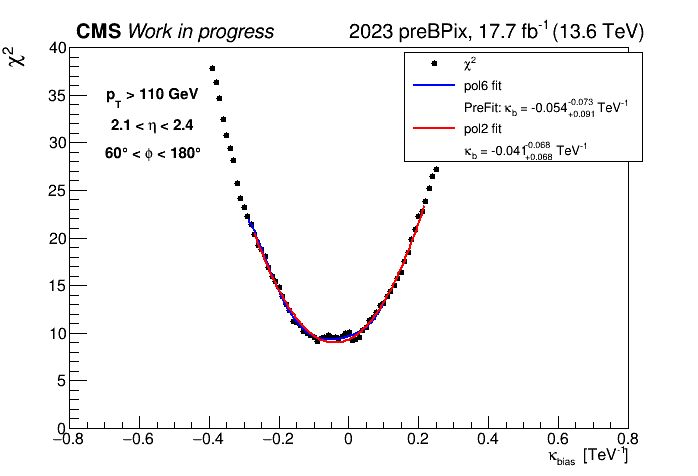 CMS Work in progress
2023 preBPix, 17.7 fb⁻¹ (13.6 TeV)
χ²
40
35
30
25
20
15
10
5
0
p_T > 110 GeV
2.1 < η < 2.4
60° < ϕ < 180°
χ²
pol6 fit
PreFit: κ_b = -0.054 -0.073 +0.091 TeV⁻¹
pol2 fit
κ_b = -0.041 -0.068 +0.068 TeV⁻¹
−0.8 −0.6 −0.4 −0.2 0 0.2 0.4 0.6 0.8
κ_bias [TeV⁻¹]